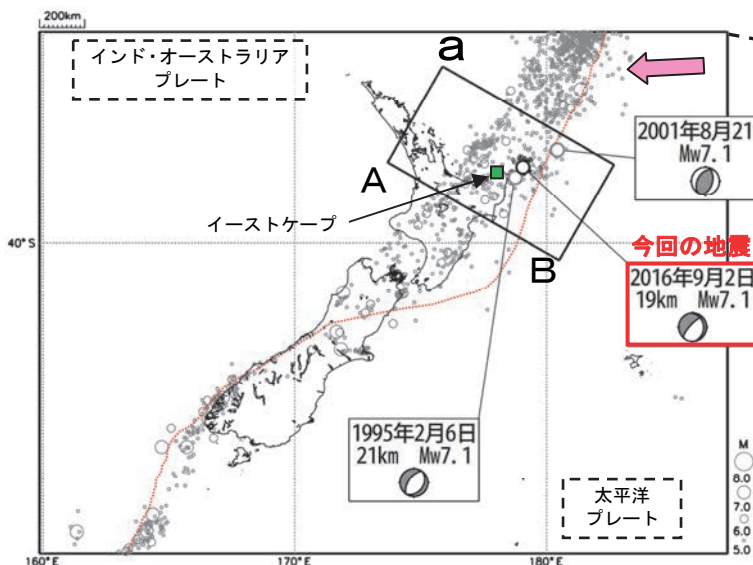 200km
インド・オーストラリア
プレート
a
2001年8月21
Mw7.1
A
イーストケープ
40°S
B
今回の地震
2016年9月2日
19km Mw7.1
1995年2月6日
21km Mw7.1
太平洋
プレート
M
8.0
7.0
6.0
5.0
160°E
170°E
180°E